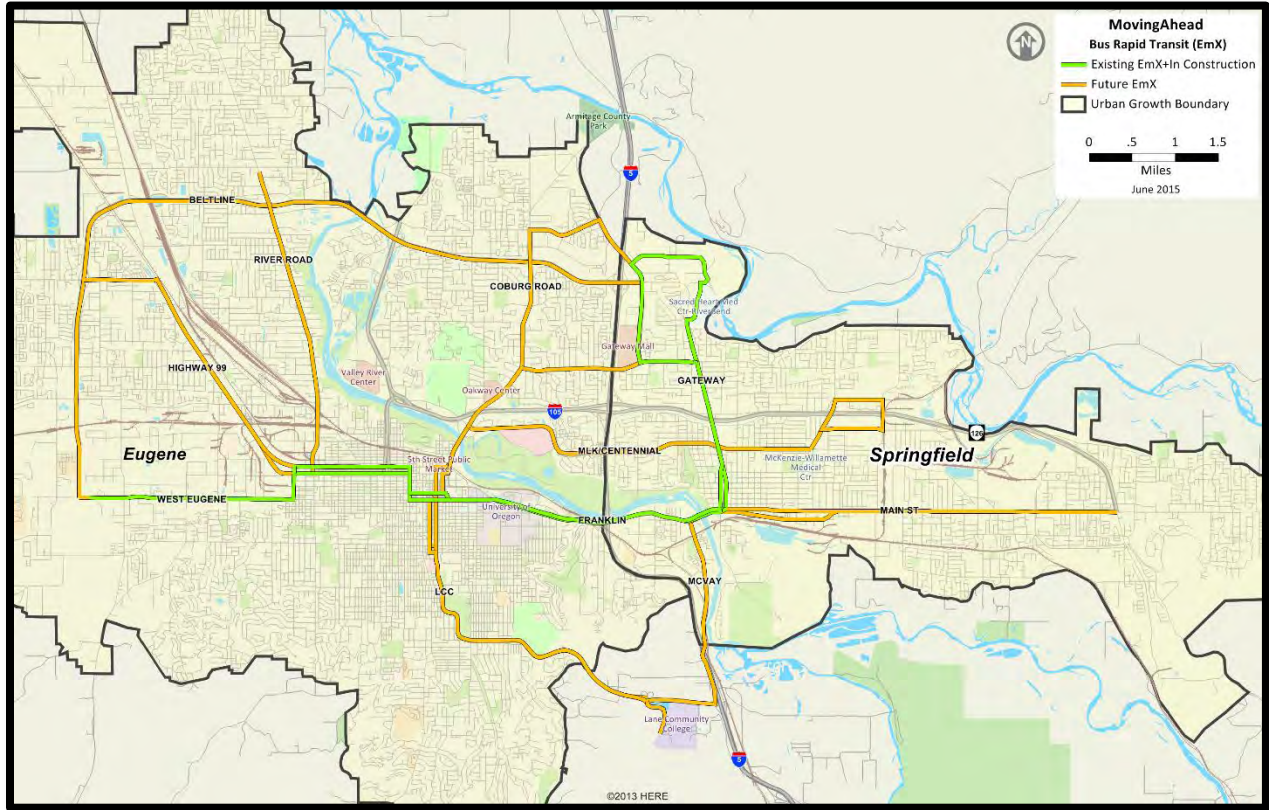 MovingAhead
Bus Rapid Transit (EmX)
Existing EmX+In Construction
Future EmX
Urban Growth Boundary
0 .5 1 1.5
Miles
June 2015
N
Armitage County
Park
5
BELTLINE
RIVER ROAD
COBURG ROAD
Sacred Heart Med
Ctr-Riverbend
Gateway Mall
HIGHWAY 99
Valley River
Center
Oakway Center
GATEWAY
105
126
Eugene
5th Street Public
Market
MLK/CENTENNIAL
McKenzie-Willamette
Medical
Ctr
Springfield
WEST EUGENE
University of
Oregon
FRANKLIN
MAIN ST
LCC
MCVAY
Lane Community
College
5
©2013 HERE